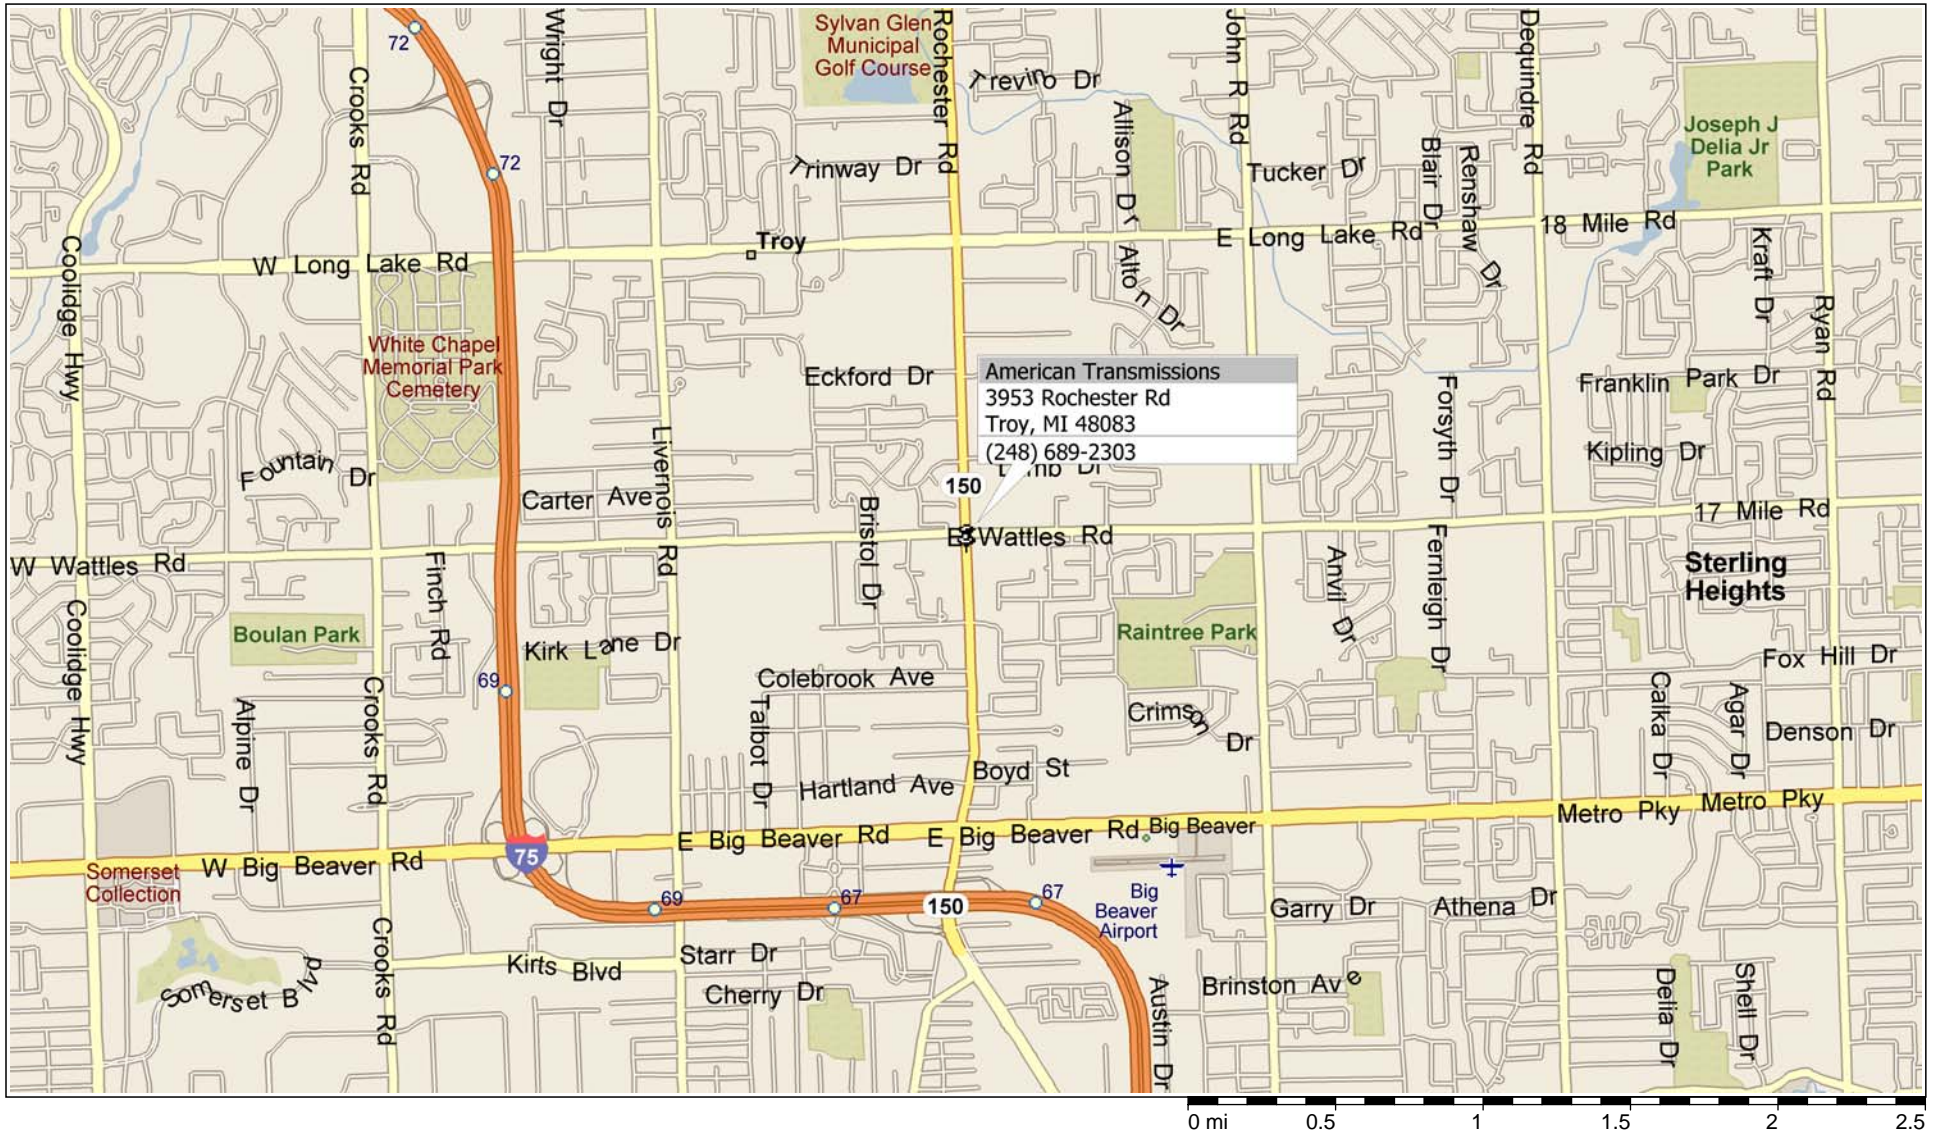 72
Wright Dr
Sylvan Glen
Municipal
Golf Course
Rochester Rd
Trevino Dr
John R Rd
Dequindre Rd
Crooks Rd
72
Trinway Dr
Allison Dr
Tucker Dr
Blair Dr
Renshaw Dr
Joseph J
Delia Jr
Park
Coolidge Hwy
W Long Lake Rd
Troy
E Long Lake Rd
18 Mile Rd
Alton Dr
Kraft Dr
Ryan Rd
White Chapel
Memorial Park
Cemetery
Eckford Dr
American Transmissions
3953 Rochester Rd
Troy, MI 48083
(248) 689-2303
Forsyth Dr
Franklin Park Dr
Kipling Dr
Fountain Dr
Carter Ave
Livernois Rd
Bristol Dr
150
E Wattles Rd
17 Mile Rd
W Wattles Rd
Finch Rd
Anvil Dr
Fernleigh Dr
Sterling
Heights
Coolidge Hwy
Boulan Park
Kirk Lane Dr
Raintree Park
Fox Hill Dr
69
Colebrook Ave
Crooks Rd
Alpine Dr
Talbot Dr
Crimson Dr
Calka Dr
Agar Dr
Denson Dr
Hartland Ave
Boyd St
Metro Pky
Metro Pky
E Big Beaver Rd
E Big Beaver Rd
Big Beaver
75
W Big Beaver Rd
Somerset
Collection
69
67
150
67
Big
Beaver
Airport
Garry Dr
Athena Dr
Crooks Rd
Kirts Blvd
Starr Dr
Cherry Dr
Somerset Blvd
Austin Dr
Brinston Ave
Delia Dr
Shell Dr
0 mi
0.5
1
1.5
2
2.5